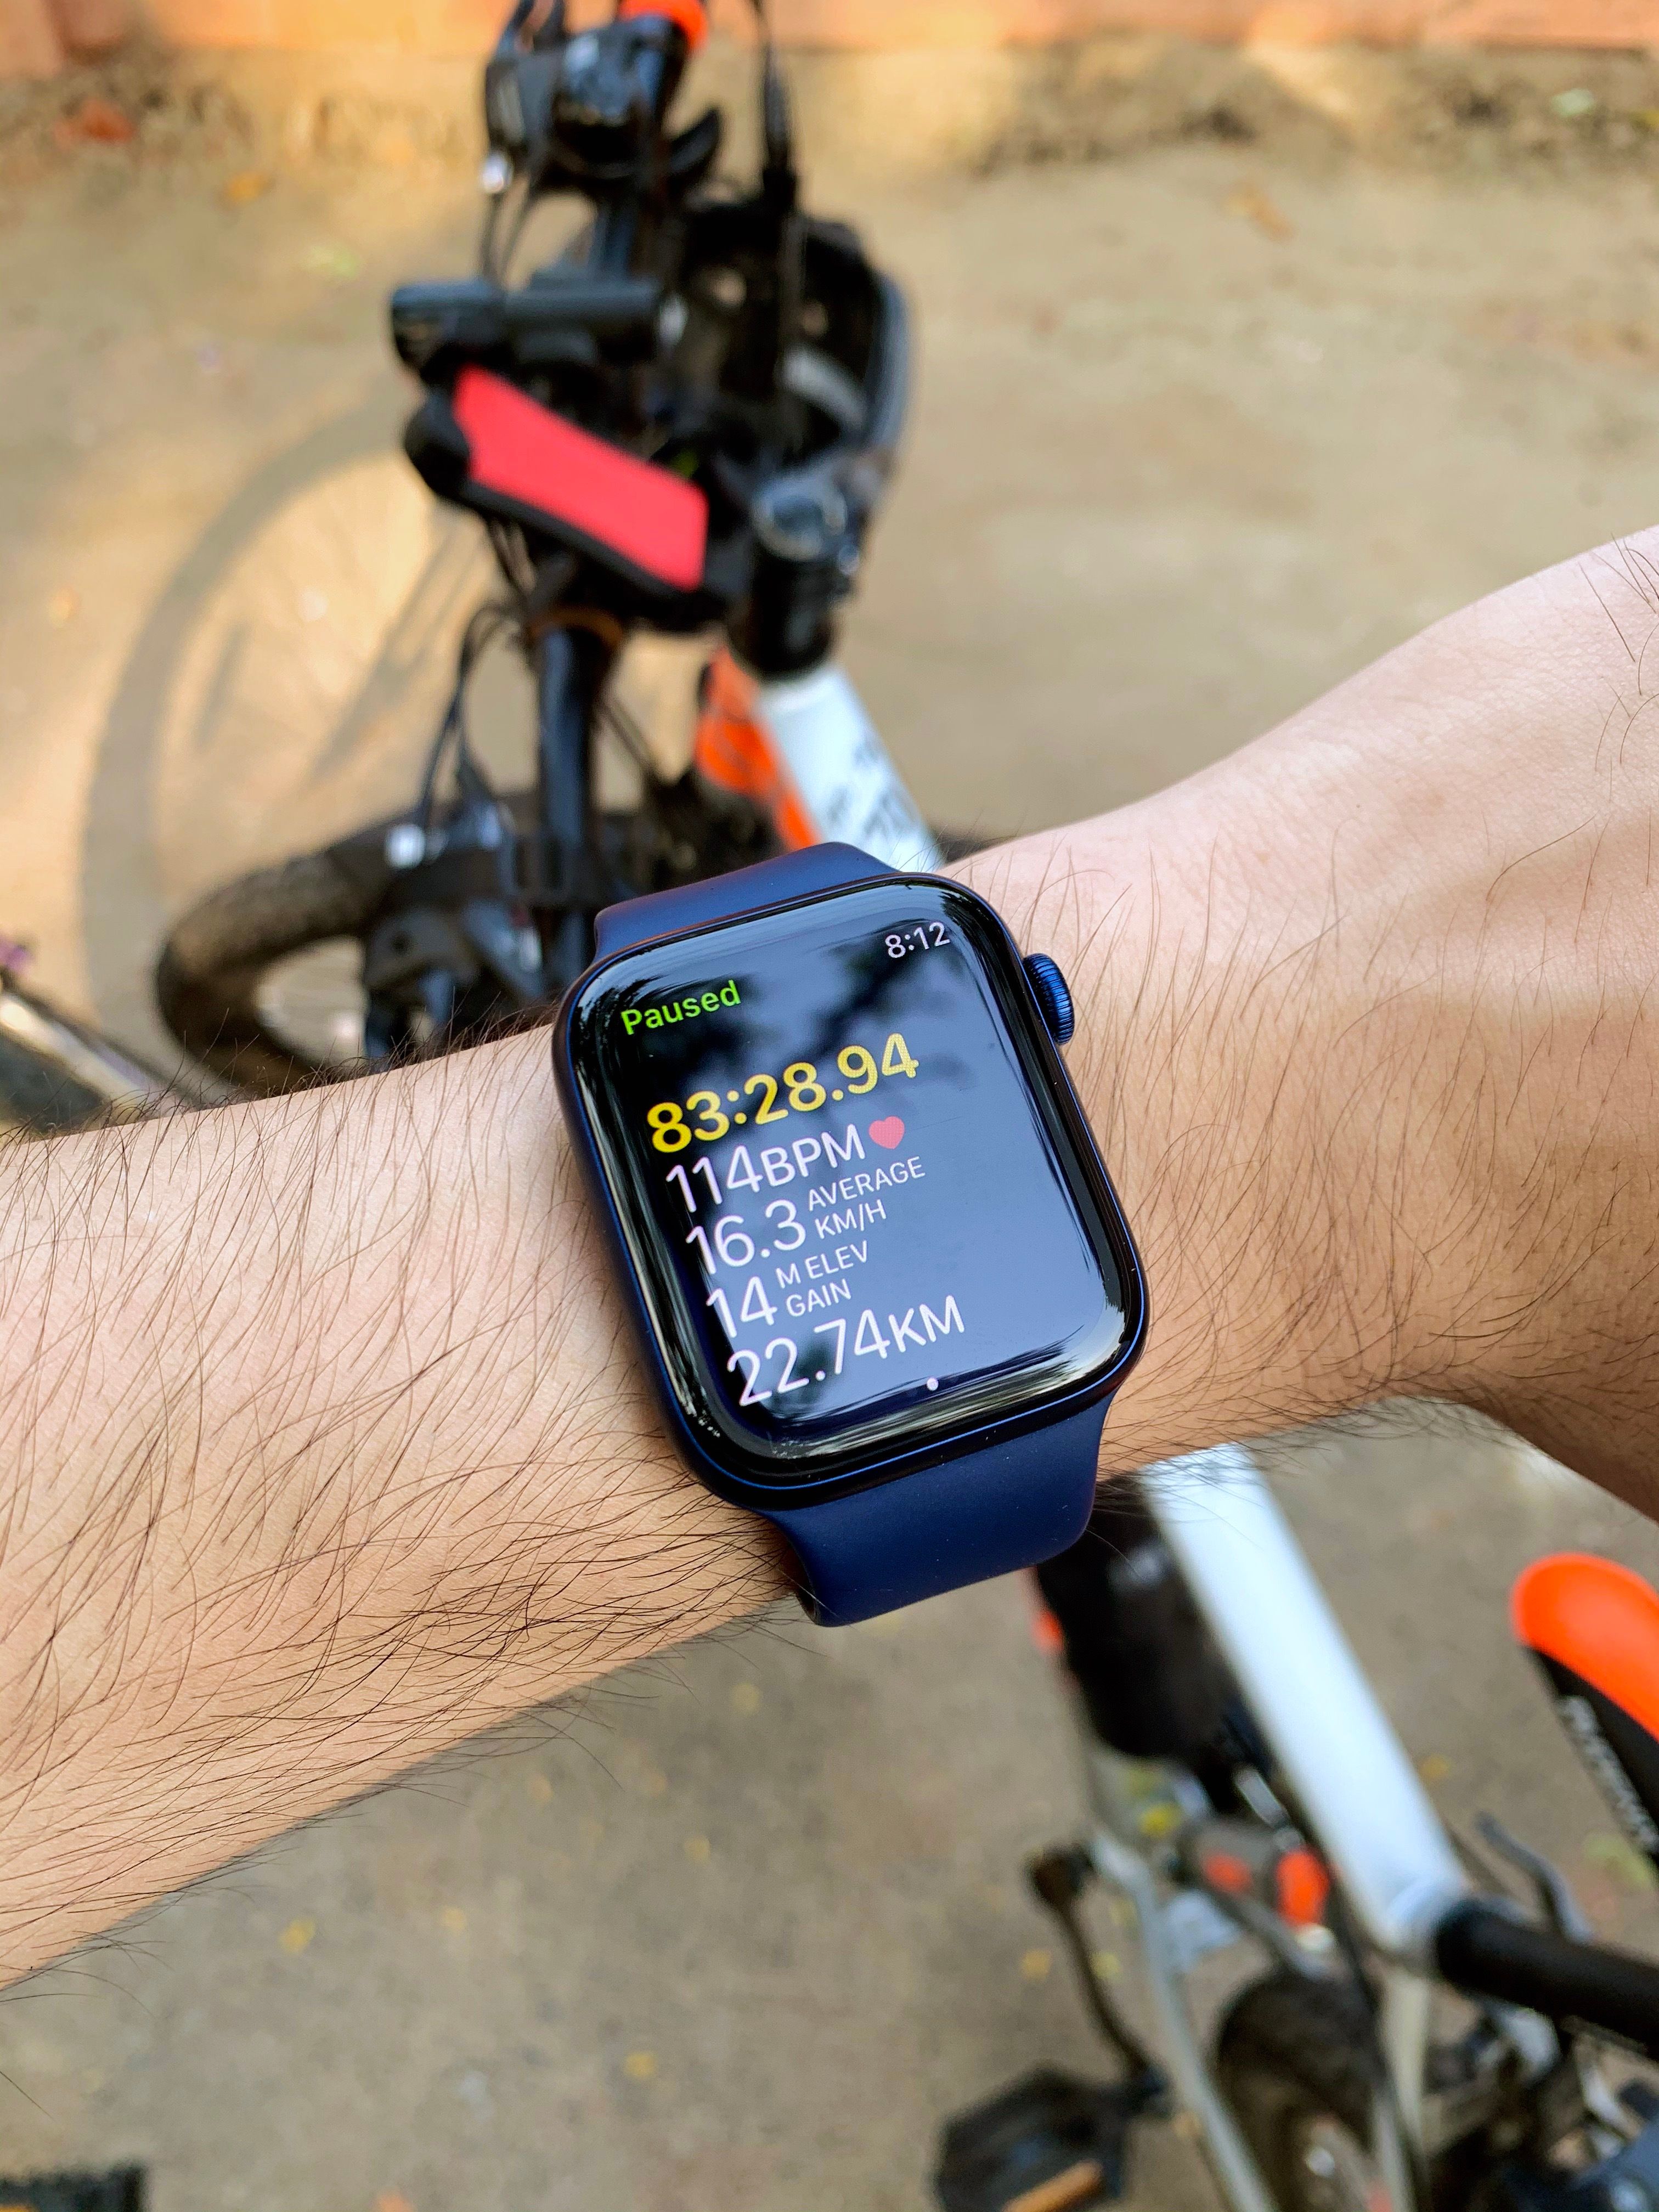 8:12
Paused
83:28.94
114BPM
16.3 AVERAGE KM/H
14 M ELEV GAIN
22.74KM